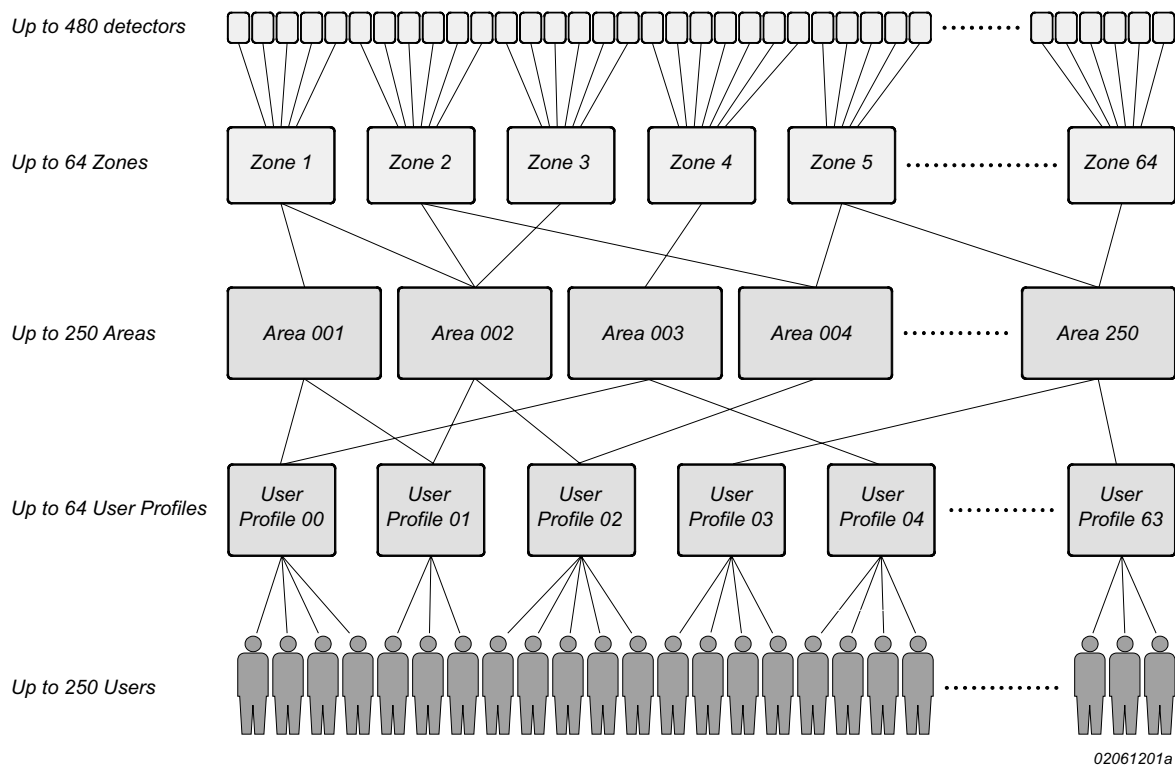 Up to 480 detectors
Up to 64 Zones
Zone 1
Zone 2
Zone 3
Zone 4
Zone 5
Zone 64
Up to 250 Areas
Area 001
Area 002
Area 003
Area 004
Area 250
Up to 64 User Profiles
User
Profile 00
User
Profile 01
User
Profile 02
User
Profile 03
User
Profile 04
User
Profile 63
Up to 250 Users
02061201a